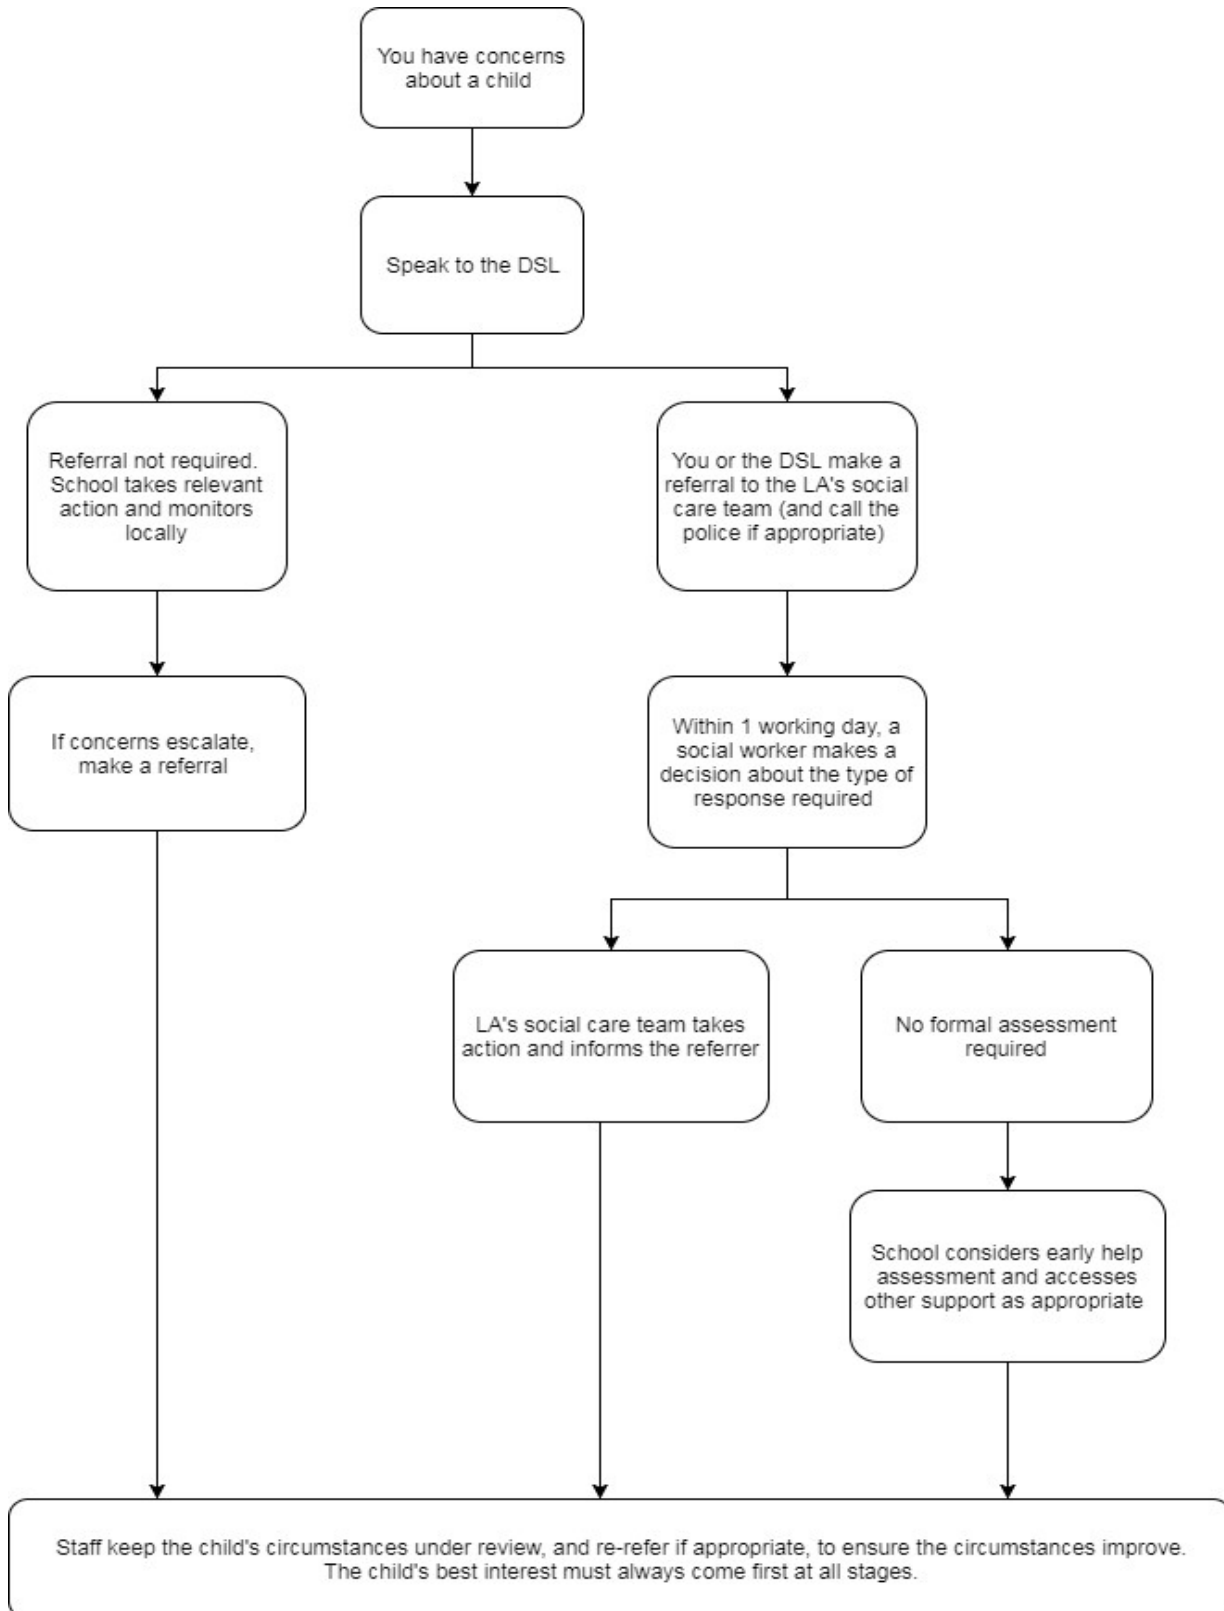 You have concerns
about a child
Speak to the DSL
Referral not required.
School takes relevant
action and monitors
locally
You or the DSL make a
referral to the LA's social
care team (and call the
police if appropriate)
If concerns escalate,
make a referral
Within 1 working day, a
social worker makes a
decision about the type of
response required
LA's social care team takes
action and informs the referrer
No formal assessment
required
School considers early help
assessment and accesses
other support as appropriate
Staff keep the child's circumstances under review, and re-refer if appropriate, to ensure the circumstances improve.
The child's best interest must always come first at all stages.